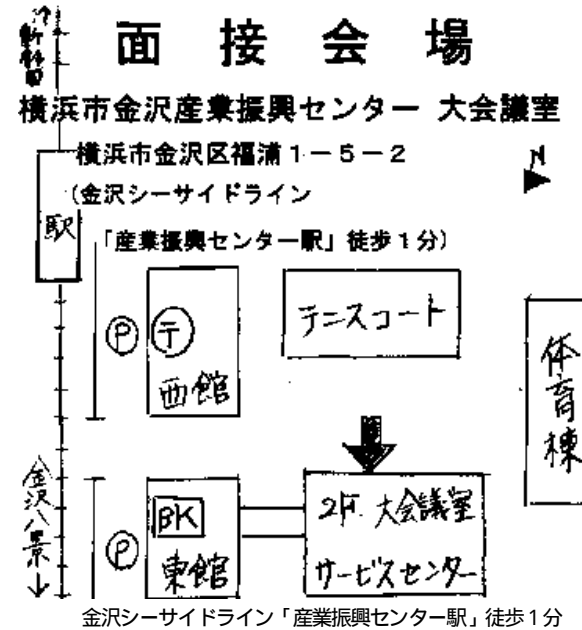 面接会場
横浜市金沢産業振興センター 大会議室
横浜市金沢区福浦1-5-2
(金沢シーサイドライン
「産業振興センター駅」徒歩1分)
N
駅
テニスコート
P
〒
西館
体育棟
BK
2F. 大会議室
P
東館
サービスセンター
金沢八景
金沢シーサイドライン「産業振興センター駅」徒歩1分